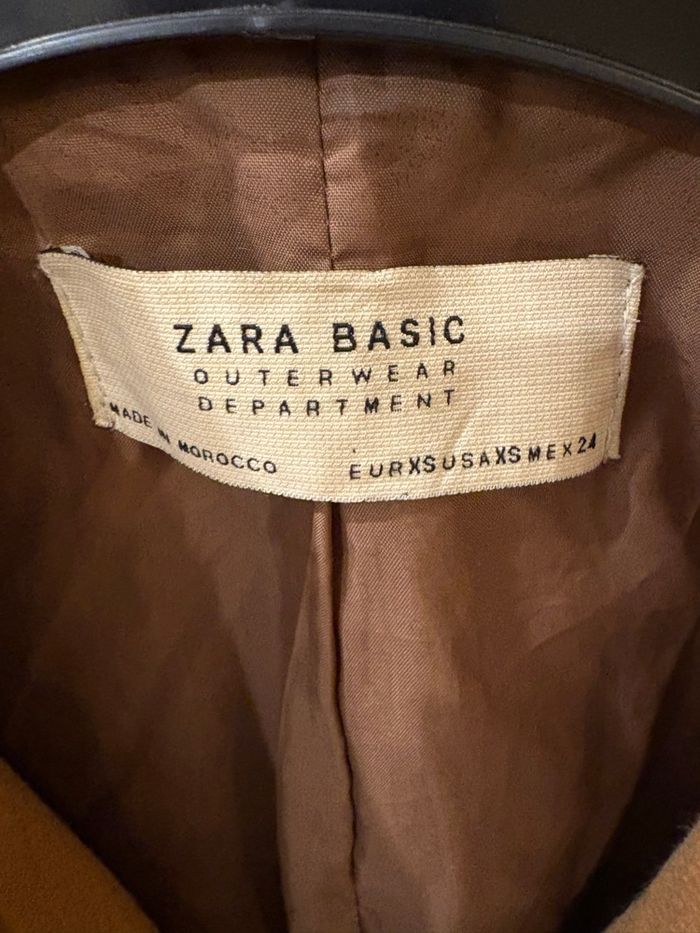 ZARA BASIC
OUTERWEAR
DEPARTMENT
MADE IN MOROCCO
EUR XS USA XS MEX 24